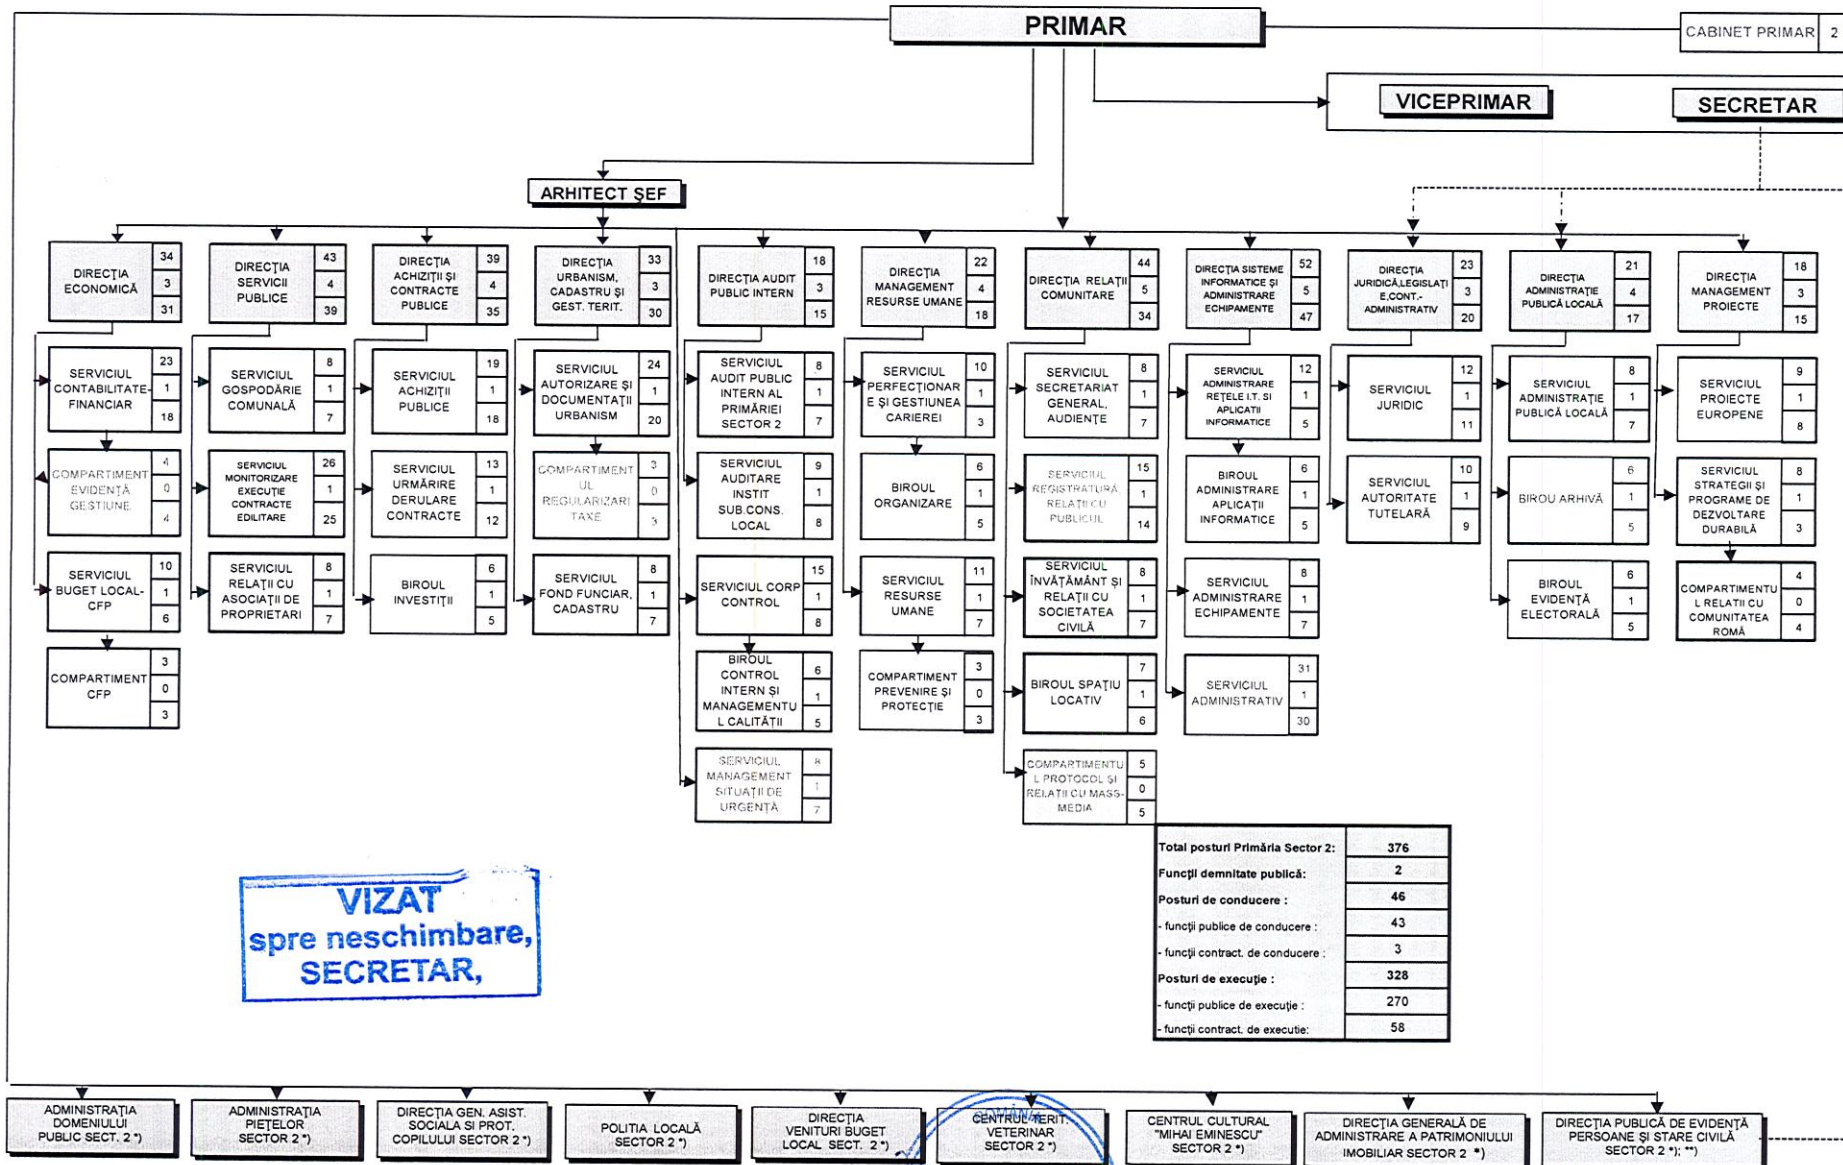 PRIMAR
CABINET PRIMAR 2
VICEPRIMAR
SECRETAR
ARHITECT ŞEF
DIRECŢIA
ECONOMICĂ
34
3
31
DIRECŢIA
SERVICII
PUBLICE
43
4
39
DIRECŢIA
ACHIZIŢII ŞI
CONTRACTE
PUBLICE
39
4
35
DIRECŢIA
URBANISM,
CADASTRU ŞI
GEST. TERIT.
33
3
30
DIRECŢIA AUDIT
PUBLIC INTERN
18
3
15
DIRECŢIA
MANAGEMENT
RESURSE UMANE
22
4
18
DIRECŢIA RELAŢII
COMUNITARE
44
5
34
DIRECŢIA SISTEME
INFORMATICE ŞI
ADMINISTRARE
ECHIPAMENTE
52
5
47
DIRECŢIA
JURIDICĂ,LEGISLAŢI
E,CONT.-
ADMINISTRATIV
23
3
20
DIRECŢIA
ADMINISTRAŢIE
PUBLICĂ LOCALĂ
21
4
17
DIRECŢIA
MANAGEMENT
PROIECTE
18
3
15
SERVICIUL
CONTABILITATE-
FINANCIAR
23
1
18
COMPARTIMENT
EVIDENŢĂ
GESTIUNE
4
0
4
SERVICIUL
BUGET LOCAL-
CFP
10
1
6
COMPARTIMENT
CFP
3
0
3
SERVICIUL
GOSPODĂRIE
COMUNALĂ
8
1
7
SERVICIUL
MONITORIZARE
EXECUTIE
CONTRACTE
EDILITARE
26
1
25
SERVICIUL
RELAŢII CU
ASOCIAŢII DE
PROPRIETARI
8
1
7
SERVICIUL
ACHIZIŢII
PUBLICE
19
1
18
SERVICIUL
URMĂRIRE
DERULARE
CONTRACTE
13
1
12
BIROUL
INVESTIŢII
6
1
5
SERVICIUL
AUTORIZARE ŞI
DOCUMENTAŢII
URBANISM
24
1
20
COMPARTIMENT
UL
REGULARIZARI
TAXE
3
0
3
SERVICIUL
FOND FUNCIAR,
CADASTRU
8
1
7
SERVICIUL
AUDIT PUBLIC
INTERN AL
PRIMĂRIEI
SECTOR 2
8
1
7
SERVICIUL
AUDITARE
INSTIT
SUB.CONS.
LOCAL
9
1
8
SERVICIUL CORP
CONTROL
15
1
8
BIROUL
CONTROL
INTERN ŞI
MANAGEMENTU
L CALITĂŢII
6
1
5
SERVICIUL
MANAGEMENT
SITUAŢII DE
URGENŢĂ
8
1
7
SERVICIUL
PERFECŢIONAR
E ŞI GESTIUNEA
CARIEREI
10
1
3
BIROUL
ORGANIZARE
6
1
5
SERVICIUL
RESURSE
UMANE
11
1
7
COMPARTIMENT
PREVENIRE ŞI
PROTECŢIE
3
0
3
SERVICIUL
SECRETARIAT
GENERAL,
AUDIENŢE
8
1
7
SERVICIUL
REGISTRATURĂ,
RELAŢII CU
PUBLICUL
15
1
14
SERVICIUL
ÎNVĂŢĂMÂNT ŞI
RELAŢII CU
SOCIETATEA
CIVILĂ
8
1
7
BIROUL SPAŢIU
LOCATIV
7
1
6
COMPARTIMENTU
L PROTOCOL ŞI
RELAŢII CU MASS-
MEDIA
5
0
5
SERVICIUL
ADMINISTRARE
REŢELE I.T. SI
APLICATII
INFORMATICE
12
1
5
BIROUL
ADMINISTRARE
APLICAŢII
INFORMATICE
6
1
5
SERVICIUL
ADMINISTRARE
ECHIPAMENTE
8
1
7
SERVICIUL
ADMINISTRATIV
31
1
30
SERVICIUL
JURIDIC
12
1
11
SERVICIUL
AUTORITATE
TUTELARĂ
10
1
9
SERVICIUL
ADMINISTRAŢIE
PUBLICĂ LOCALĂ
8
1
7
BIROU ARHIVĂ
6
1
5
BIROUL
EVIDENŢĂ
ELECTORALĂ
6
1
5
SERVICIUL
PROIECTE
EUROPENE
9
1
8
SERVICIUL
STRATEGII ŞI
PROGRAME DE
DEZVOLTARE
DURABILĂ
8
1
3
COMPARTIMENTU
L RELATII CU
COMUNITATEA
ROMĂ
4
0
4
Total posturi Primăria Sector 2: 376
Funcţii demnitate publică: 2
Posturi de conducere : 46
- funcţii publice de conducere : 43
- funcţii contract. de conducere : 3
Posturi de execuţie : 328
- funcţii publice de execuţie : 270
- funcţii contract. de executie: 58
VIZAT
spre neschimbare,
SECRETAR,
ADMINISTRAŢIA
DOMENIULUI
PUBLIC SECT. 2 *)
ADMINISTRAŢIA
PIEŢELOR
SECTOR 2 *)
DIRECŢIA GEN. ASIST.
SOCIALA SI PROT.
COPILULUI SECTOR 2 *)
POLITIA LOCALĂ
SECTOR 2 *)
DIRECŢIA
VENITURI BUGET
LOCAL SECT. 2 *)
ROMÂNIA
CENTRUL TERIT.
VETERINAR
SECTOR 2 *)
CENTRUL CULTURAL
"MIHAI EMINESCU"
SECTOR 2 *)
DIRECŢIA GENERALĂ DE
ADMINISTRARE A PATRIMONIULUI
IMOBILIAR SECTOR 2 *)
DIRECŢIA PUBLICĂ DE EVIDENŢĂ
PERSOANE ŞI STARE CIVILĂ
SECTOR 2 *); **)